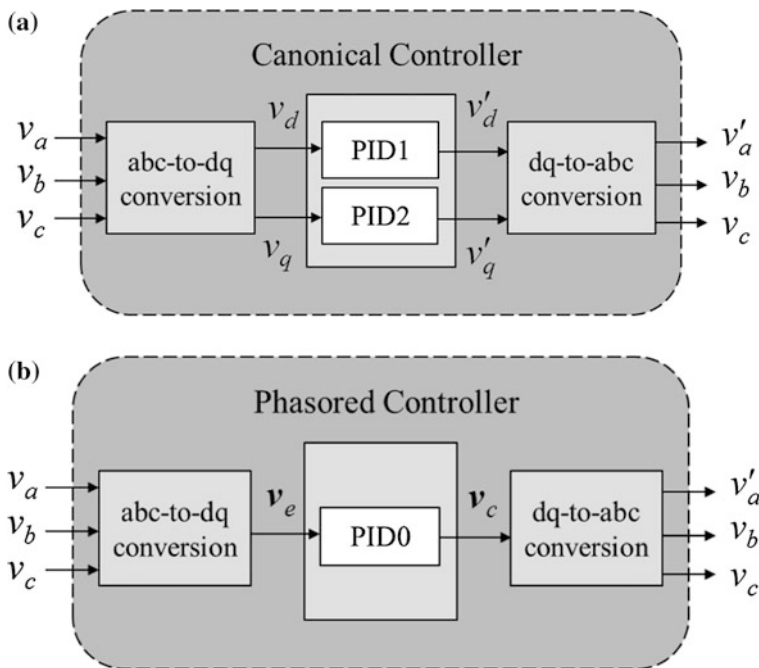 (a)
Canonical Controller
v_a
v_b
v_c
abc-to-dq
conversion
v_d
v_q
PID1
PID2
v'_d
v'_q
dq-to-abc
conversion
v'_a
v_b
v_c
(b)
Phasored Controller
v_a
v_b
v_c
abc-to-dq
conversion
v_e
PID0
v_c
dq-to-abc
conversion
v'_a
v_b
v_c